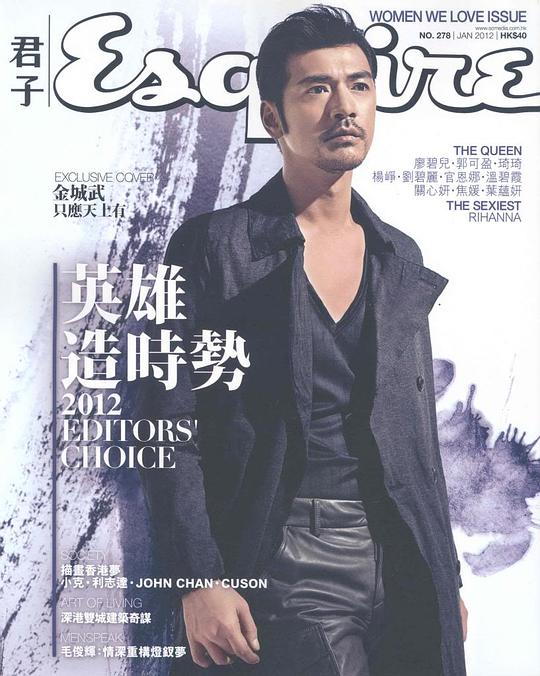 WOMEN WE LOVE ISSUE
www.scmedia.com.hk
NO. 278 | JAN 2012 | HK$40
君子
Esquire
THE QUEEN
廖碧兒·郭可盈·琦琦
楊崢·劉碧麗·官恩娜·溫碧霞
關心妍·焦媛·葉蘊妍
THE SEXIEST
RIHANNA
EXCLUSIVE COVER
金城武
只應天上有
英雄
造時勢
2012
EDITORS'
CHOICE
SOCIETY
描畫香港夢
小克·利志達·JOHN CHAN·CUSON
ART OF LIVING
深港雙城建築奇謀
MENSPEAK
毛俊輝:情深重構燈釵夢